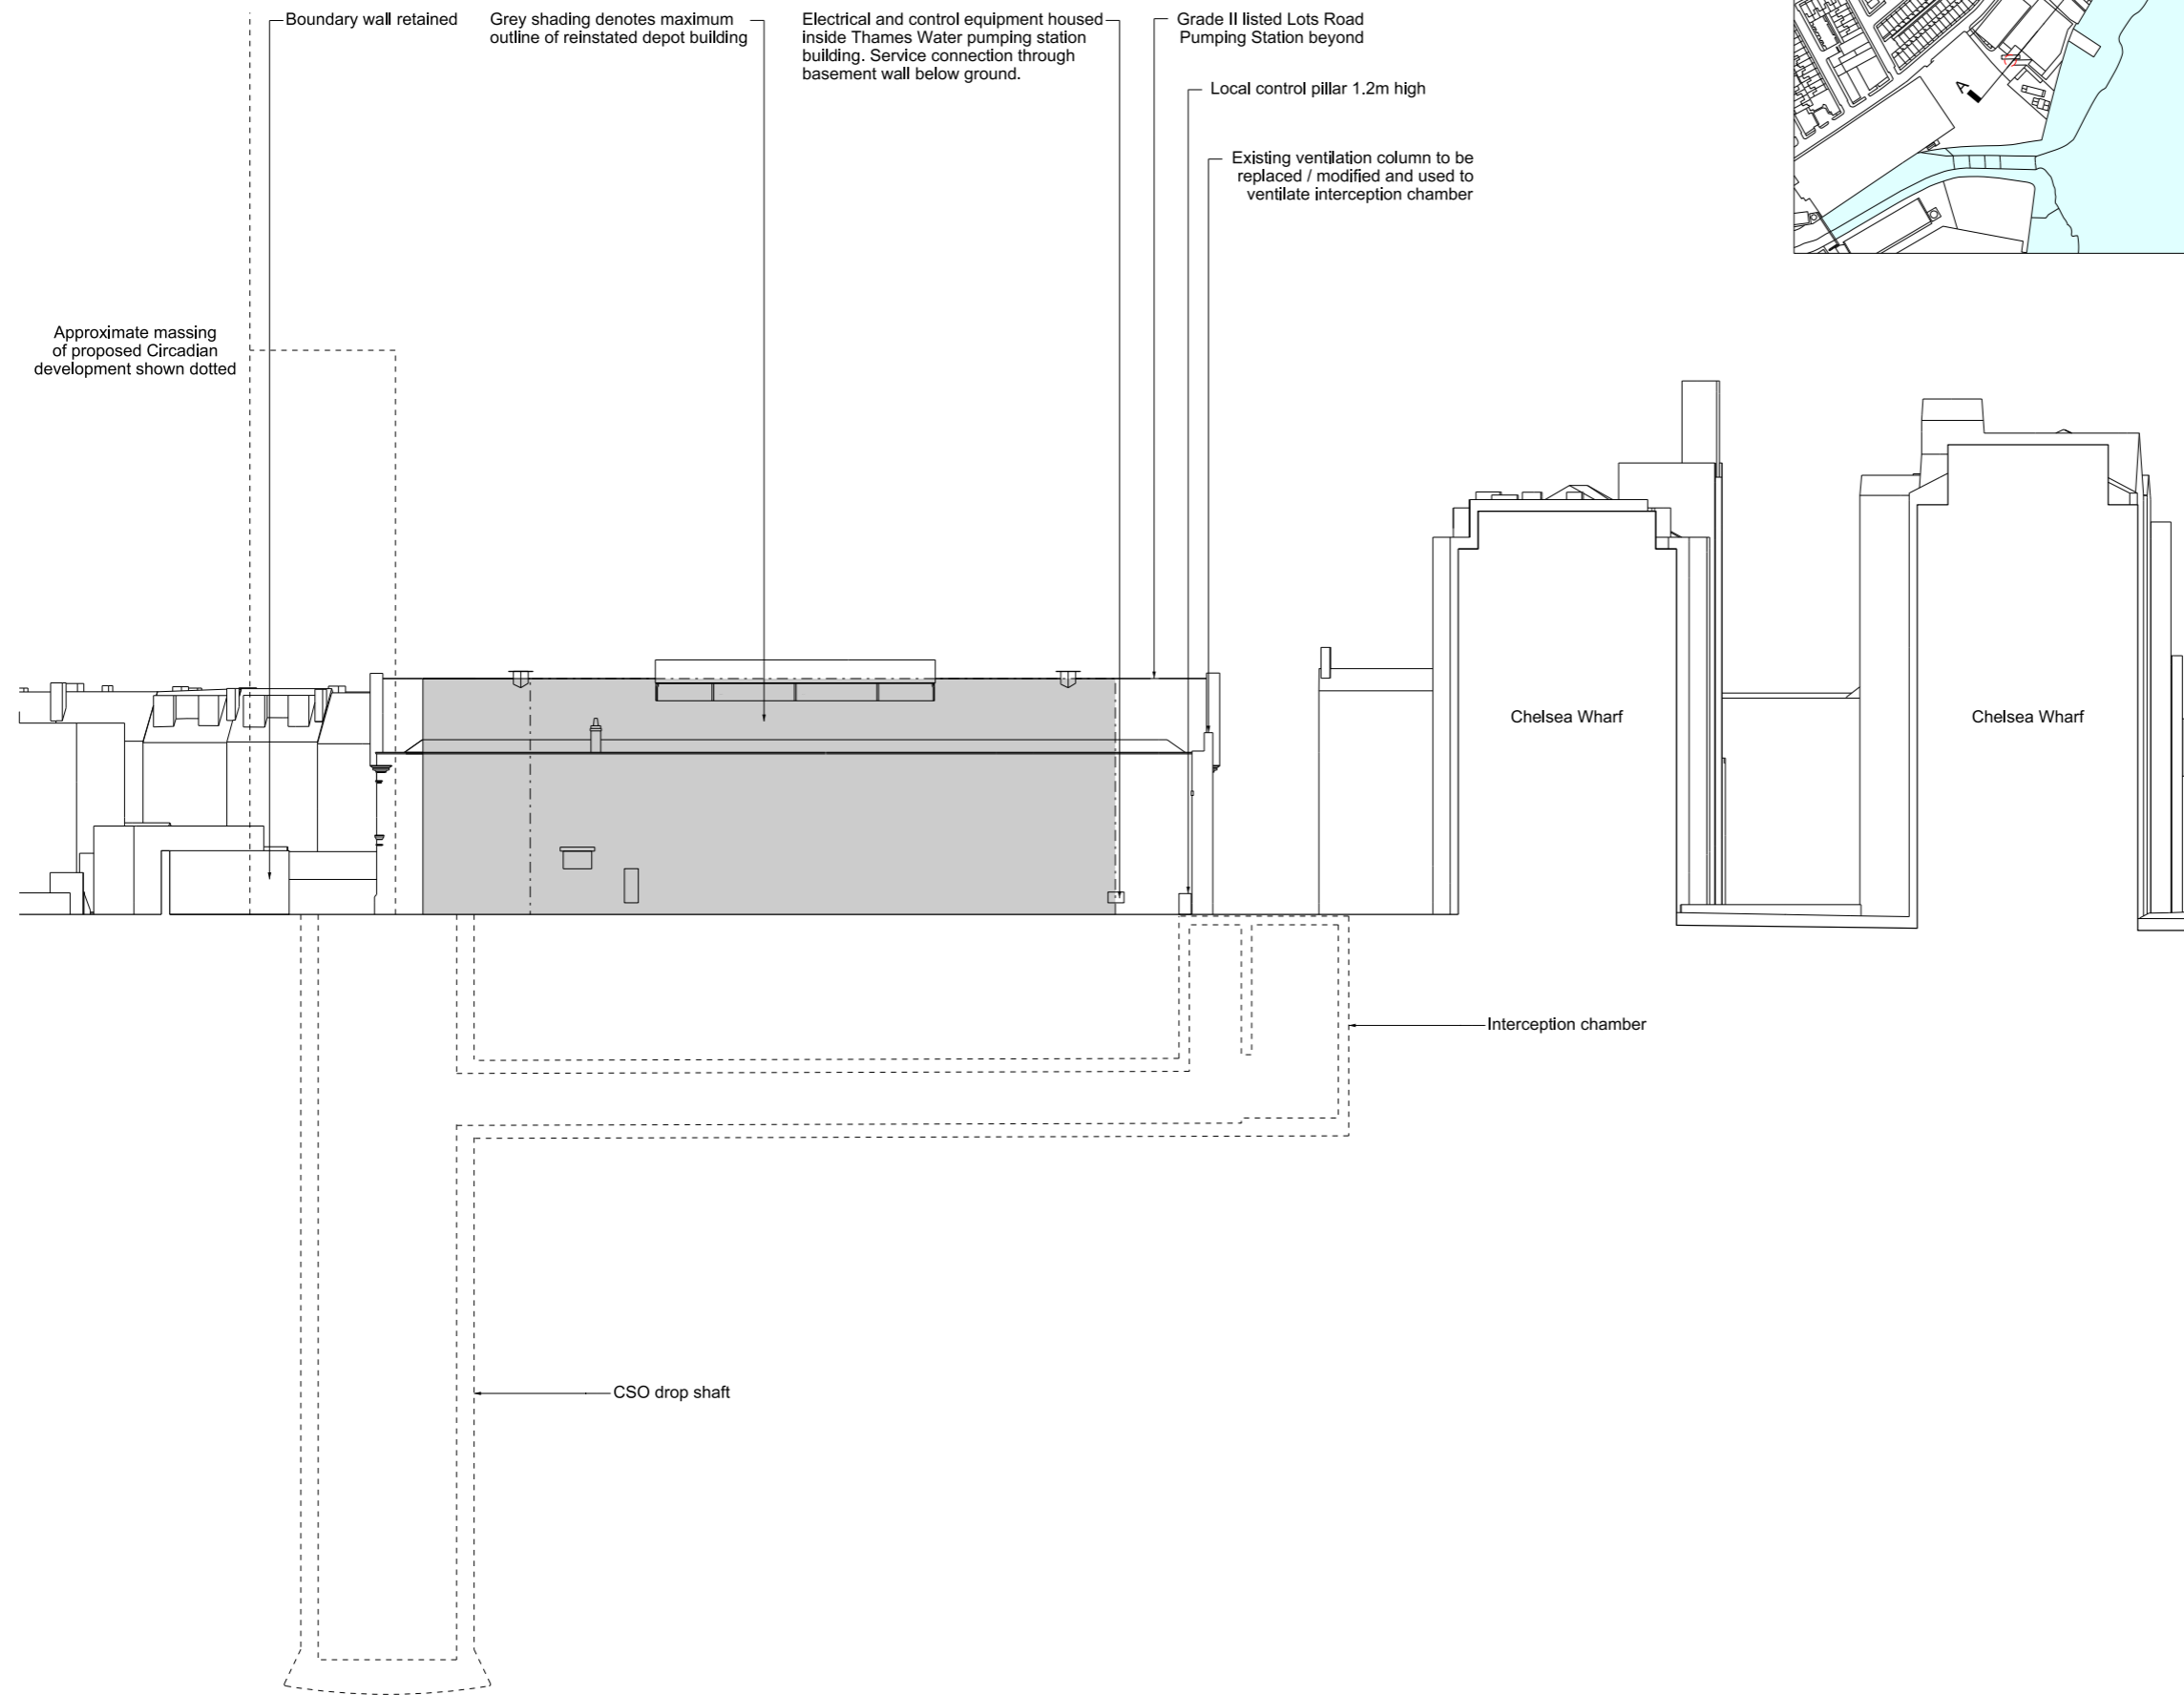 Boundary wall retained
Grey shading denotes maximum
outline of reinstated depot building
Electrical and control equipment housed
inside Thames Water pumping station
building. Service connection through
basement wall below ground.
Grade II listed Lots Road
Pumping Station beyond
Local control pillar 1.2m high
Existing ventilation column to be
replaced / modified and used to
ventilate interception chamber
A
Approximate massing
of proposed Circadian
development shown dotted
Chelsea Wharf
Chelsea Wharf
Interception chamber
CSO drop shaft